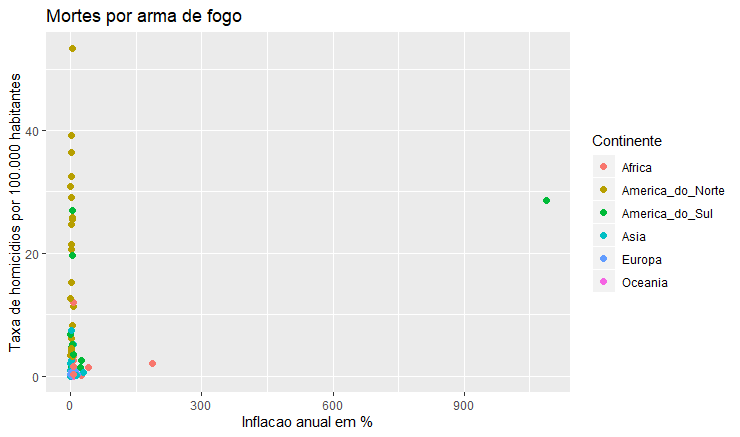 Mortes por arma de fogo
Taxa de homicidios por 100.000 habitantes
40
20
0
0
300
600
900
Inflacao anual em %
Continente
Africa
America_do_Norte
America_do_Sul
Asia
Europa
Oceania